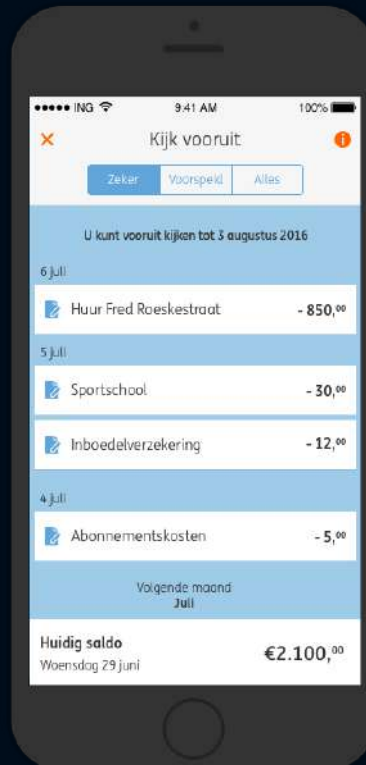 ING 9:41 AM 100%
Kijk vooruit
Zeker Voorspeld Alles
U kunt vooruit kijken tot 3 augustus 2016
6 juli
Huur Fred Roeskestraat - 850,00
5 juli
Sportschool - 30,00
Inboedelverzekering - 12,00
4 juli
Abonnementskosten - 5,00
Volgende maand
Juli
Huidig saldo
Woensdag 29 juni €2.100,00